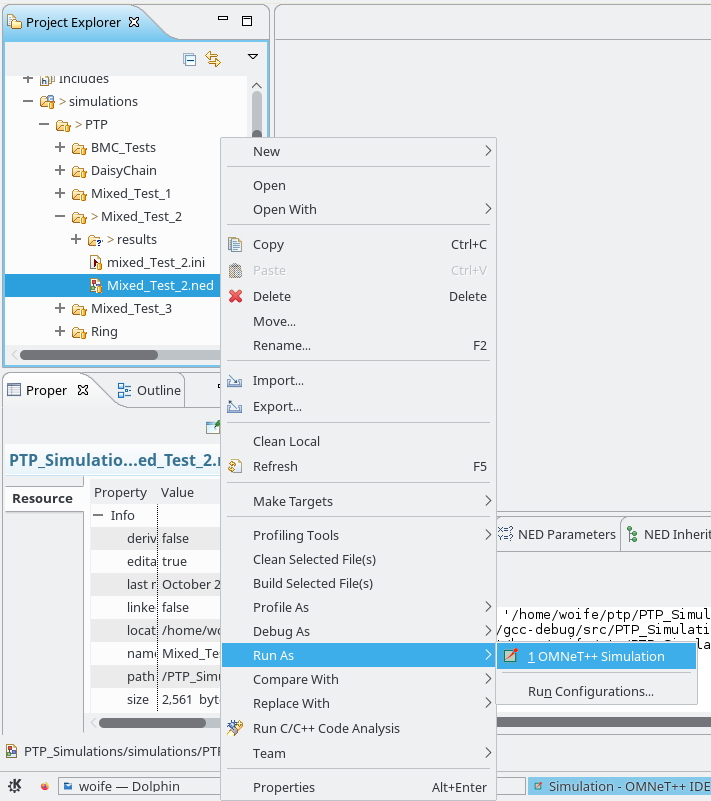 Project Explorer
Includes
> simulations
> PTP
BMC_Tests
DaisyChain
Mixed_Test_1
> Mixed_Test_2
> results
mixed_Test_2.ini
Mixed_Test_2.ned
Mixed_Test_3
Ring
New
Open
Open With
Copy Ctrl+C
Paste Ctrl+V
Delete Delete
Move...
Rename... F2
Import...
Export...
Clean Local
Refresh F5
Make Targets
Profiling Tools
Clean Selected File(s)
Build Selected File(s)
Profile As
Debug As
Run As
Compare With
Replace With
Run C/C++ Code Analysis
Team
Properties Alt+Enter
1 OMNeT++ Simulation
Run Configurations...
Proper Outline
PTP_Simulatio...ed_Test_2.
Resource
Property Value
Info
deriv false
edita true
last r October 2
linke false
locat /home/wo
nam Mixed_Te
path /PTP_Simu
size 2,561 byt
NED Parameters NED Inherit
'/home/woife/ptp/PTP_Simul
/gcc-debug/src/PTP_Simulati
PTP_Simulations/simulations/PTP
woife — Dolphin
Simulation - OMNeT++ IDE